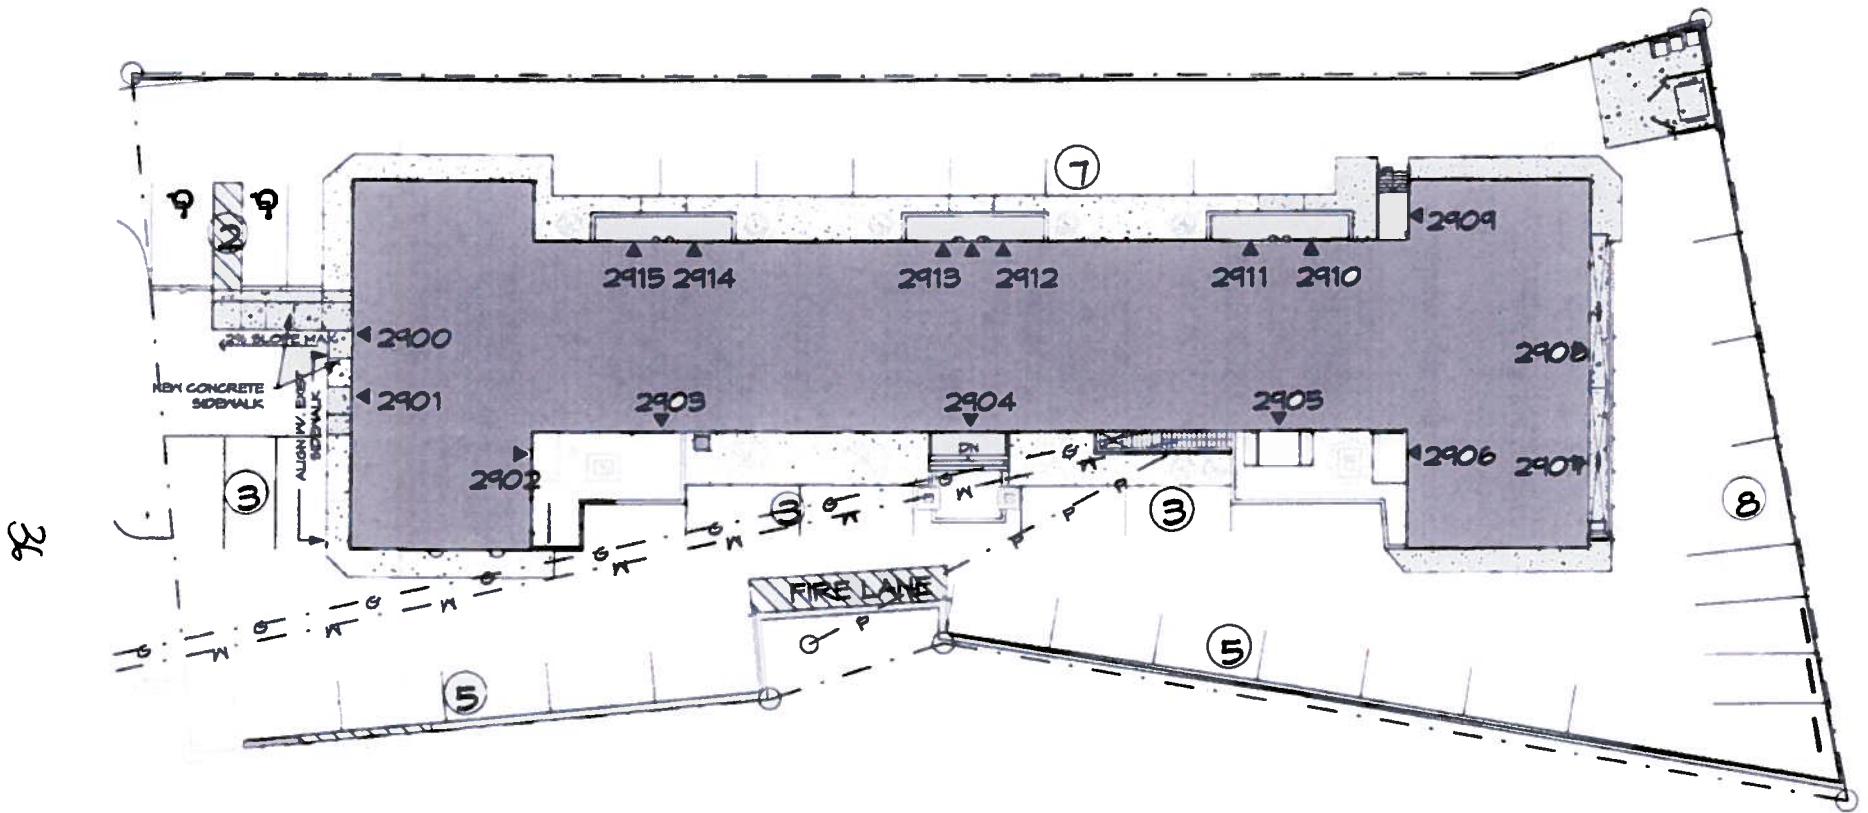 7
2
2909
2915 2914
2913 2912
2911 2910
2900
2% SLOPE MAX.
2908
NEW CONCRETE
SIDEWALK
2901
ALIGN W/ EXIST.
SIDEWALK
2903
2904
2905
DN
2902
2906
2907
G
W
G
W
P
3
3
3
8
36
G
W
G
W
P
G
W
G
W
FIRE LANE
G
W
G
W
P
G
W
5
5